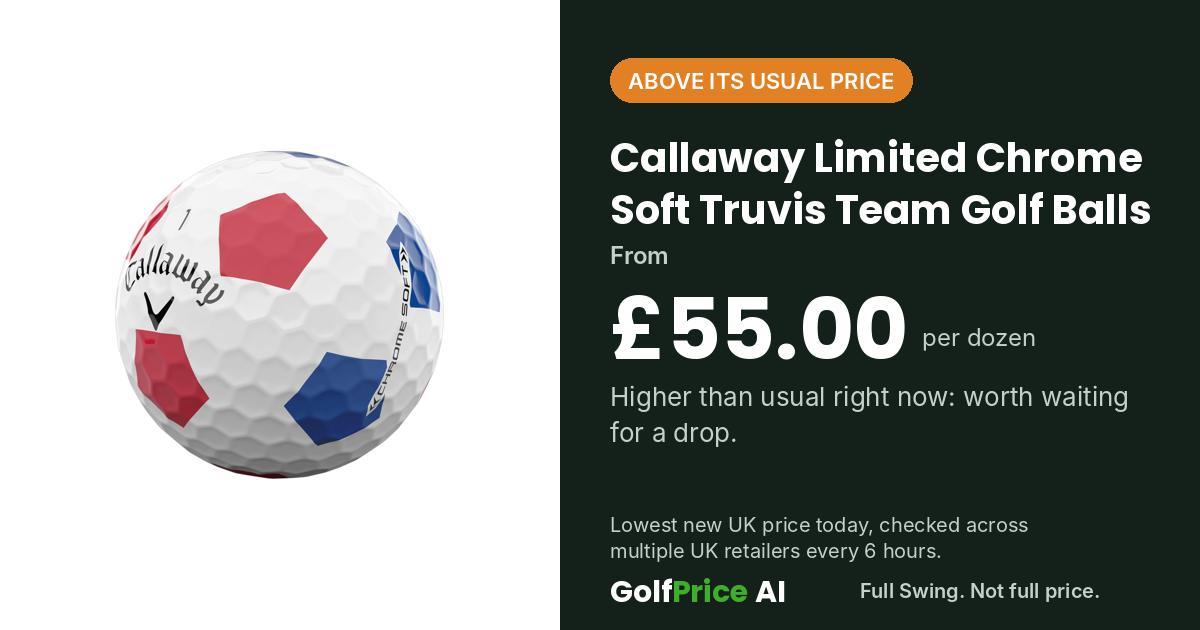 1
Callaway
CHROME SOFT
ABOVE ITS USUAL PRICE
Callaway Limited Chrome
Soft Truvis Team Golf Balls
From
£55.00 per dozen
Higher than usual right now: worth waiting
for a drop.
Lowest new UK price today, checked across
multiple UK retailers every 6 hours.
GolfPrice AI
Full Swing. Not full price.